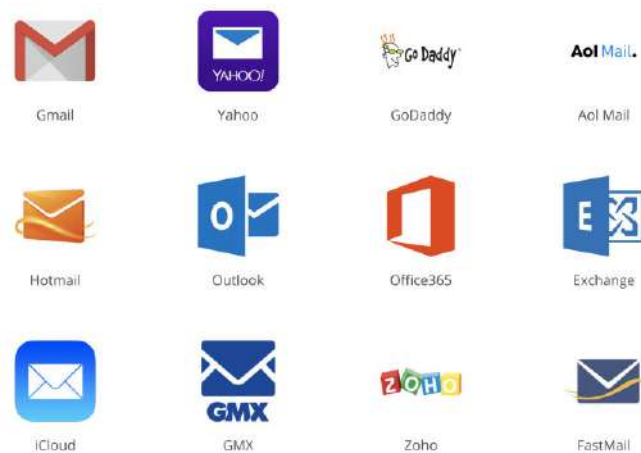 YAHOO!
Go Daddy
Aol Mail.
Gmail
Yahoo
GoDaddy
Aol Mail
O
E X
Hotmail
Outlook
Office365
Exchange
GMX
ZOHO
iCloud
GMX
Zoho
FastMail